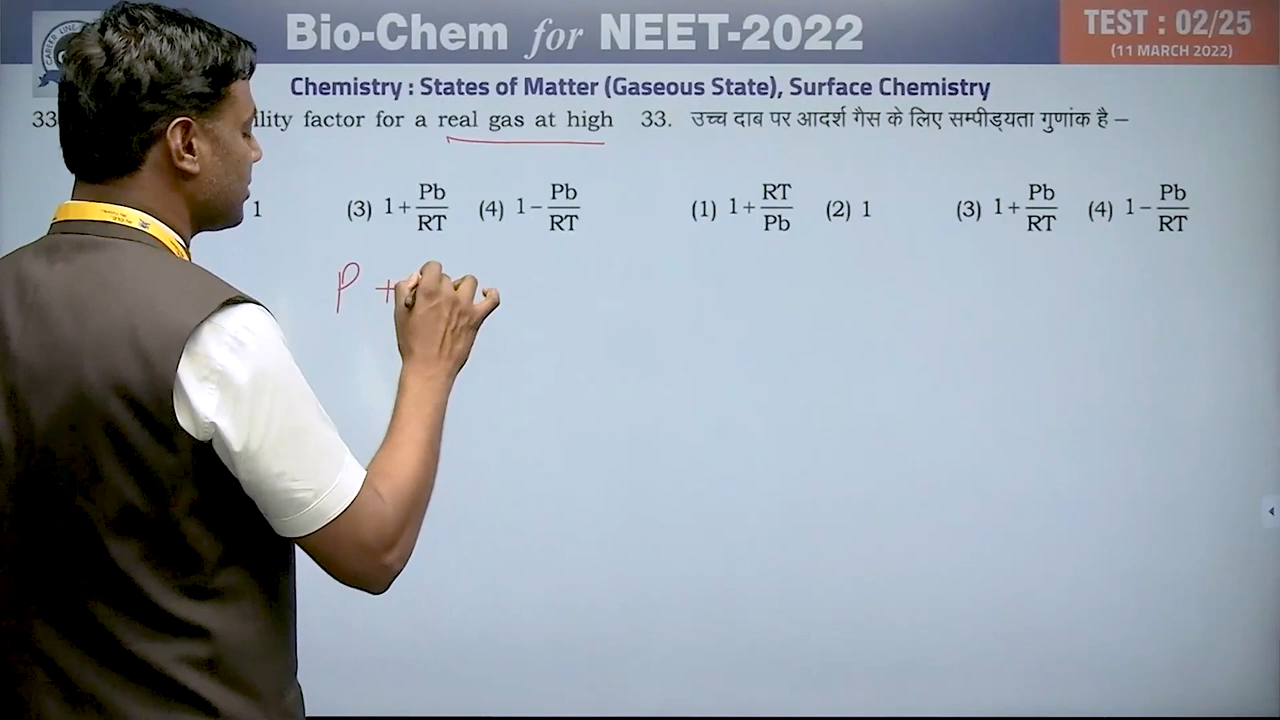 Bio-Chem for NEET-2022
TEST : 02/25
(11 MARCH 2022)
Chemistry : States of Matter (Gaseous State), Surface Chemistry
33 factor for a real gas at high
1 (3) 1+Pb/RT (4) 1-Pb/RT
33. उच्च दाब पर आदर्श गैस के लिए सम्पीड्यता गुणांक है –
(1) 1+RT/Pb (2) 1 (3) 1+Pb/RT (4) 1-Pb/RT
P +